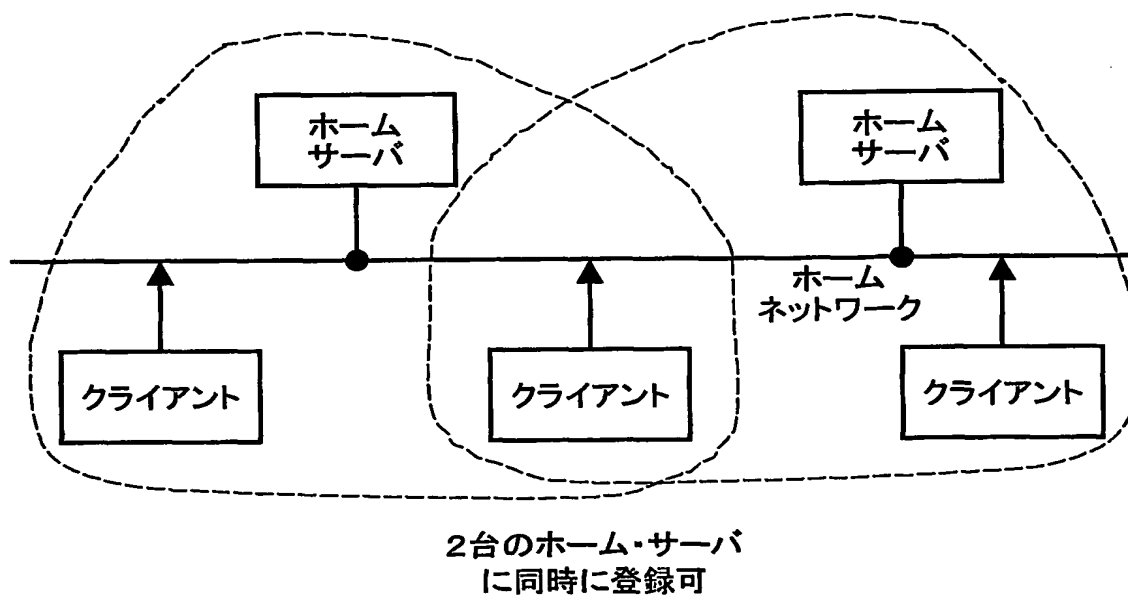 ホーム
サーバ
ホーム
サーバ
ホーム
ネットワーク
クライアント
クライアント
クライアント
2台のホーム・サーバ
に同時に登録可